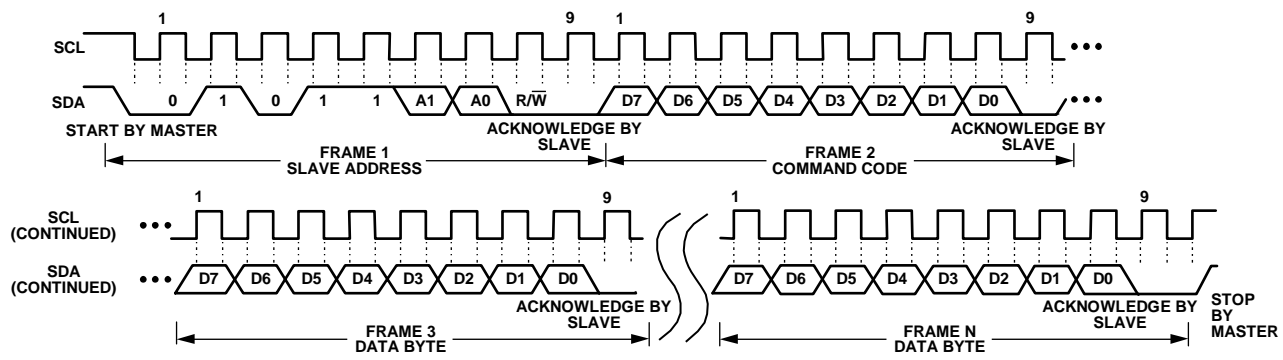 1 9 1 9
SCL
SDA 0 1 0 1 1 A1 A0 R/W̅ D7 D6 D5 D4 D3 D2 D1 D0
START BY MASTER ACKNOWLEDGE BY SLAVE ACKNOWLEDGE BY SLAVE
FRAME 1 SLAVE ADDRESS FRAME 2 COMMAND CODE
1 9 1 9
SCL (CONTINUED)
SDA (CONTINUED) D7 D6 D5 D4 D3 D2 D1 D0 D7 D6 D5 D4 D3 D2 D1 D0
ACKNOWLEDGE BY SLAVE ACKNOWLEDGE BY SLAVE STOP BY MASTER
FRAME 3 DATA BYTE FRAME N DATA BYTE